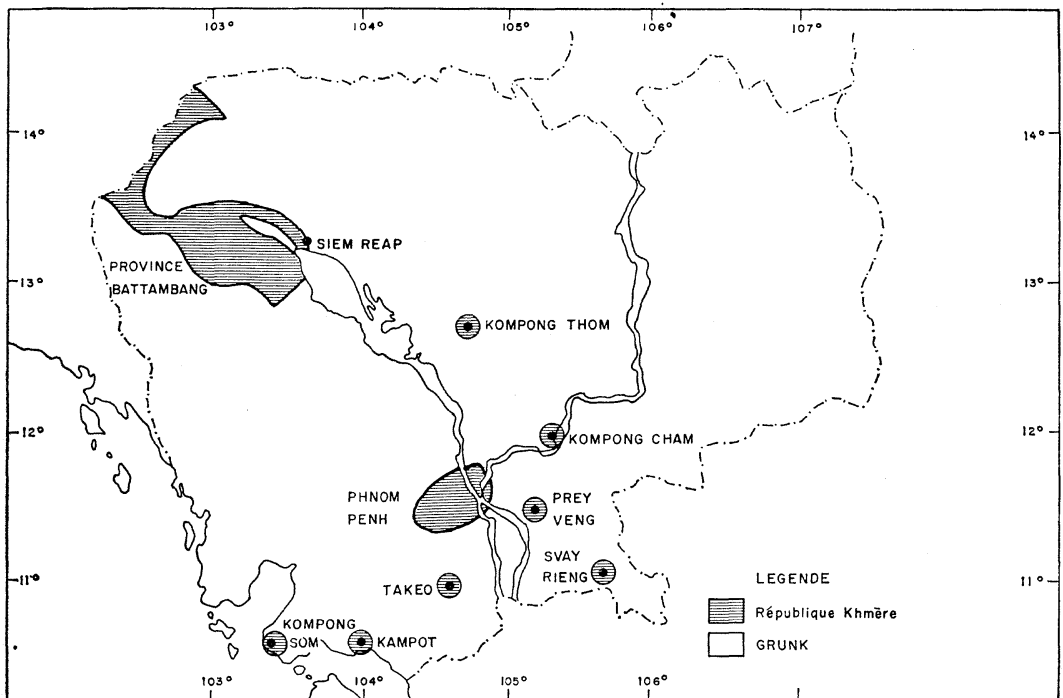 103° 104° 105° 106° 107°
14° 14°
SIEM REAP
PROVINCE
BATTAMBANG
13° 13°
KOMPONG THOM
12° 12°
KOMPONG CHAM
PHNOM
PENH
PREY
VENG
SVAY
RIENG
11° 11°
TAKEO
LEGENDE
République Khmère
KOMPONG
SOM
KAMPOT
GRUNK
103° 104° 105° 106°